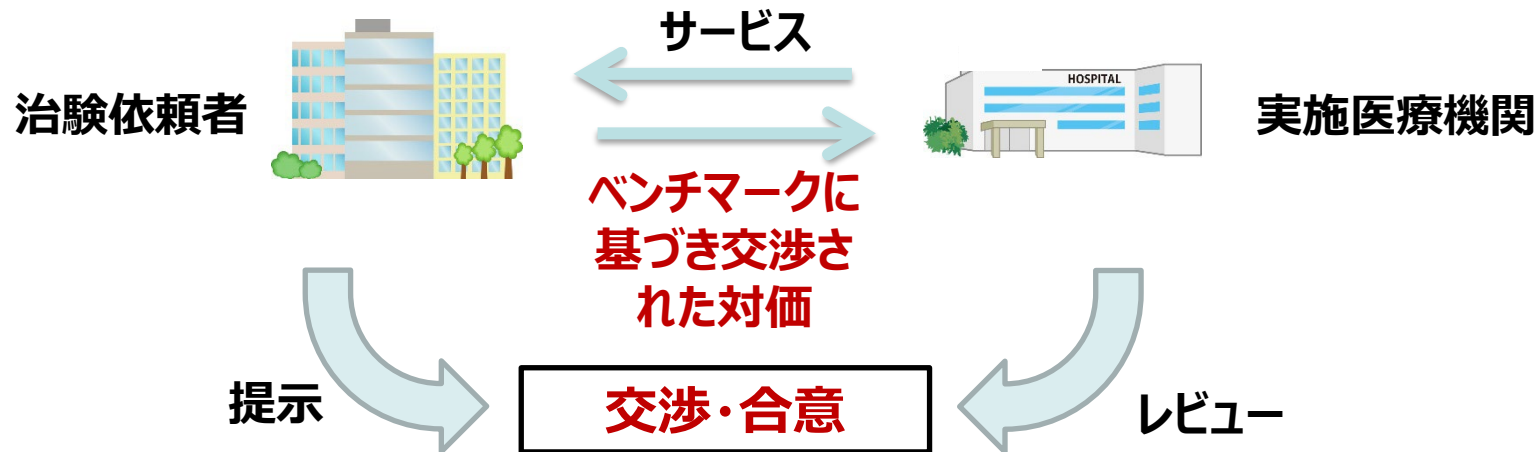 サービス
治験依頼者
HOSPITAL
実施医療機関
ベンチマークに
基づき交渉さ
れた対価
提示
交渉・合意
レビュー